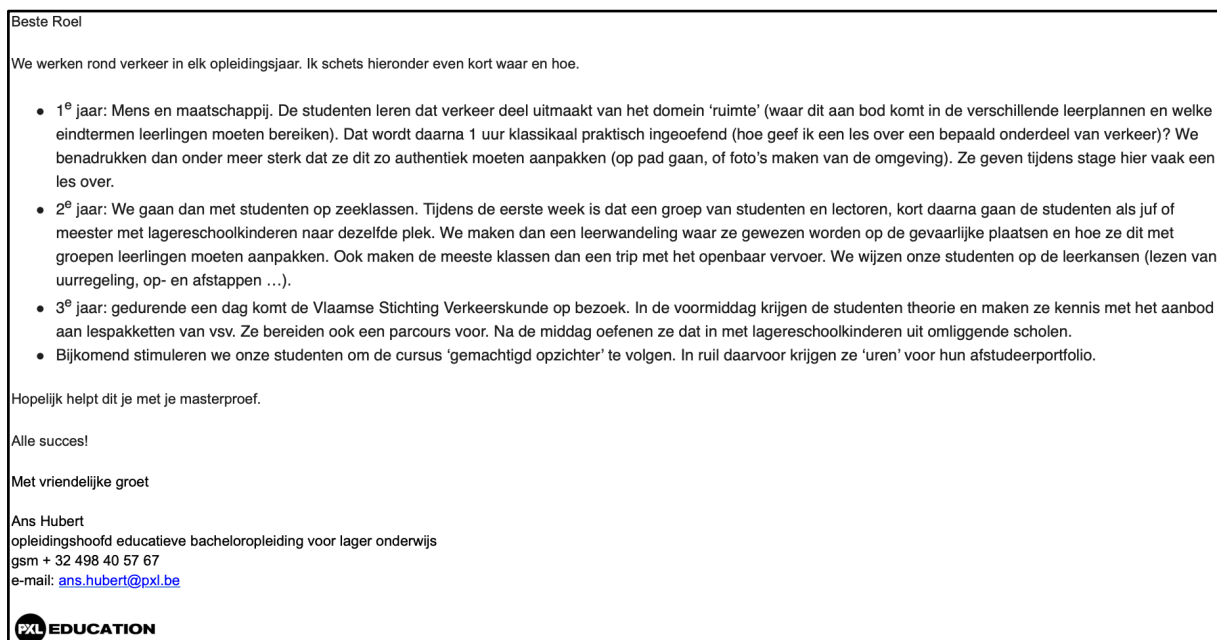 Beste Roel
We werken rond verkeer in elk opleidingsjaar. Ik schets hieronder even kort waar en hoe.
• 1e jaar: Mens en maatschappij. De studenten leren dat verkeer deel uitmaakt van het domein ‘ruimte’ (waar dit aan bod komt in de verschillende leerplannen en welke
eindtermen leerlingen moeten bereiken). Dat wordt daarna 1 uur klassikaal praktisch ingeoefend (hoe geef ik een les over een bepaald onderdeel van verkeer)? We
benadrukken dan onder meer sterk dat ze dit zo authentiek moeten aanpakken (op pad gaan, of foto’s maken van de omgeving). Ze geven tijdens stage hier vaak een
les over.
• 2e jaar: We gaan dan met studenten op zeeklassen. Tijdens de eerste week is dat een groep van studenten en lectoren, kort daarna gaan de studenten als juf of
meester met lagereschoolkinderen naar dezelfde plek. We maken dan een leerwandeling waar ze gewezen worden op de gevaarlijke plaatsen en hoe ze dit met
groepen leerlingen moeten aanpakken. Ook maken de meeste klassen dan een trip met het openbaar vervoer. We wijzen onze studenten op de leerkansen (lezen van
uurregeling, op- en afstappen …).
• 3e jaar: gedurende een dag komt de Vlaamse Stichting Verkeerskunde op bezoek. In de voormiddag krijgen de studenten theorie en maken ze kennis met het aanbod
aan lespakketten van vsv. Ze bereiden ook een parcours voor. Na de middag oefenen ze dat in met lagereschoolkinderen uit omliggende scholen.
• Bijkomend stimuleren we onze studenten om de cursus ‘gemachtigd opzichter’ te volgen. In ruil daarvoor krijgen ze ‘uren’ voor hun afstudeerportfolio.
Hopelijk helpt dit je met je masterproef.
Alle succes!
Met vriendelijke groet
Ans Hubert
opleidingshoofd educatieve bacheloropleiding voor lager onderwijs
gsm + 32 498 40 57 67
e-mail: ans.hubert@pxl.be
PXL EDUCATION